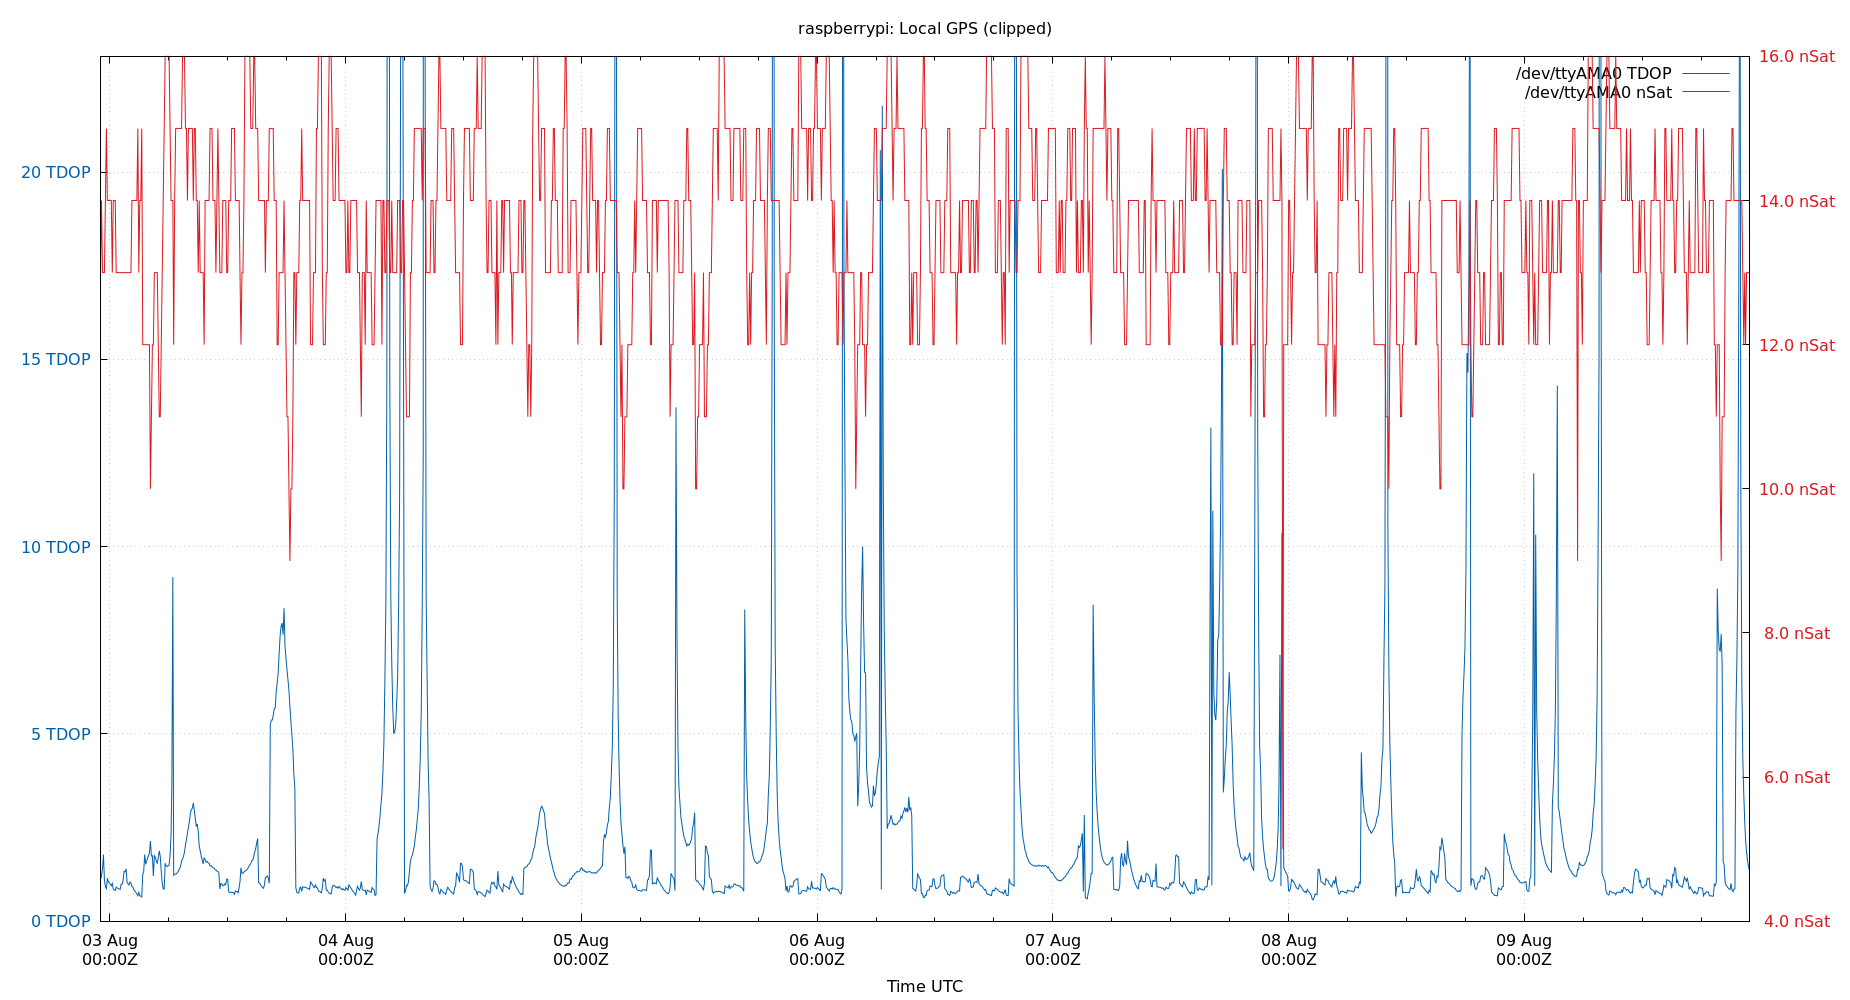 raspberrypi: Local GPS (clipped)
16.0 nSat
/dev/ttyAMA0 TDOP
/dev/ttyAMA0 nSat
20 TDOP
14.0 nSat
15 TDOP
12.0 nSat
10.0 nSat
10 TDOP
8.0 nSat
5 TDOP
6.0 nSat
0 TDOP
4.0 nSat
03 Aug 04 Aug 05 Aug 06 Aug 07 Aug 08 Aug 09 Aug
00:00Z 00:00Z 00:00Z 00:00Z 00:00Z 00:00Z 00:00Z
Time UTC